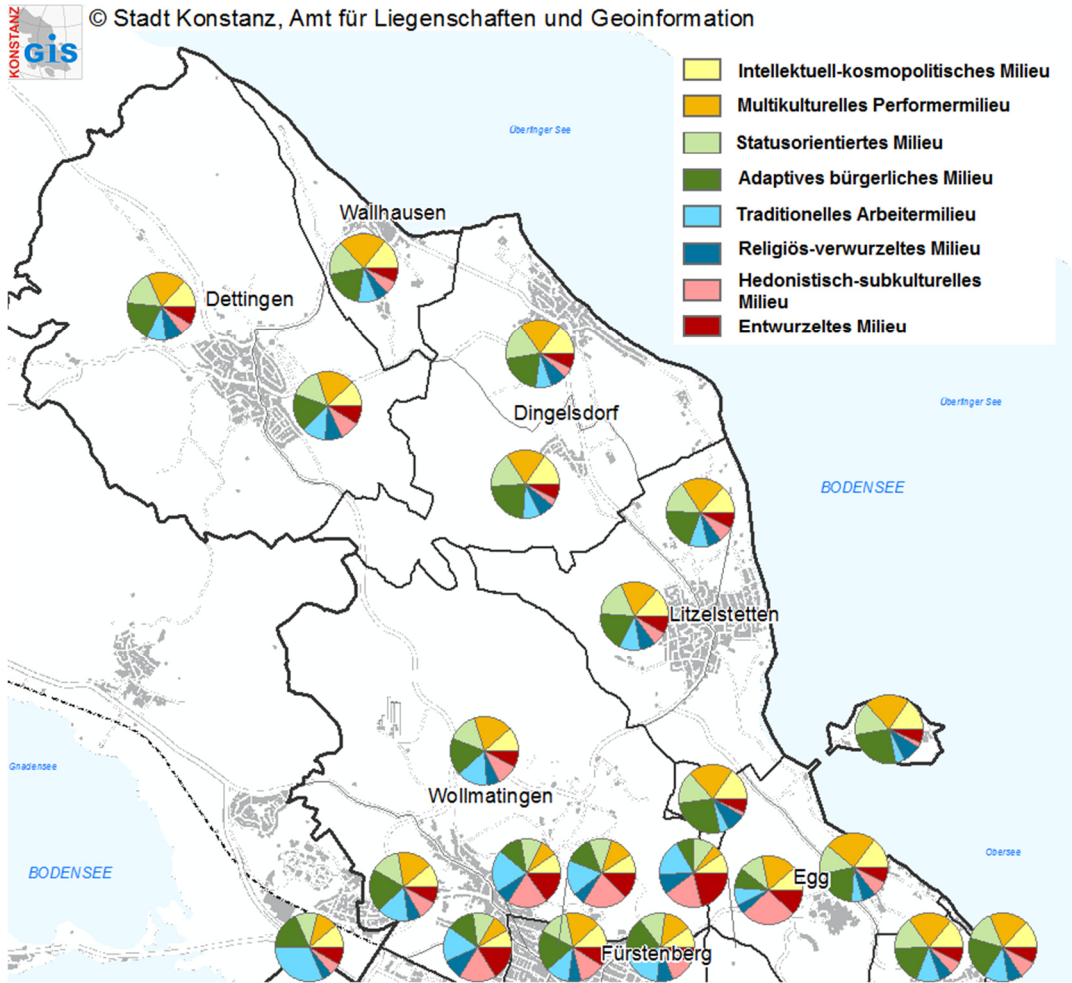 KONSTANZ
GIS
© Stadt Konstanz, Amt für Liegenschaften und Geoinformation
Intellektuell-kosmopolitisches Milieu
Multikulturelles Performermilieu
Statusorientiertes Milieu
Adaptives bürgerliches Milieu
Traditionelles Arbeitermilieu
Religiös-verwurzeltes Milieu
Hedonistisch-subkulturelles
Milieu
Entwurzeltes Milieu
Überlinger See
Wallhausen
Dettingen
Überlinger See
Dingelsdorf
BODENSEE
Litzelstetten
Gnadensee
Wollmatingen
Obersee
BODENSEE
Egg
Fürstenberg